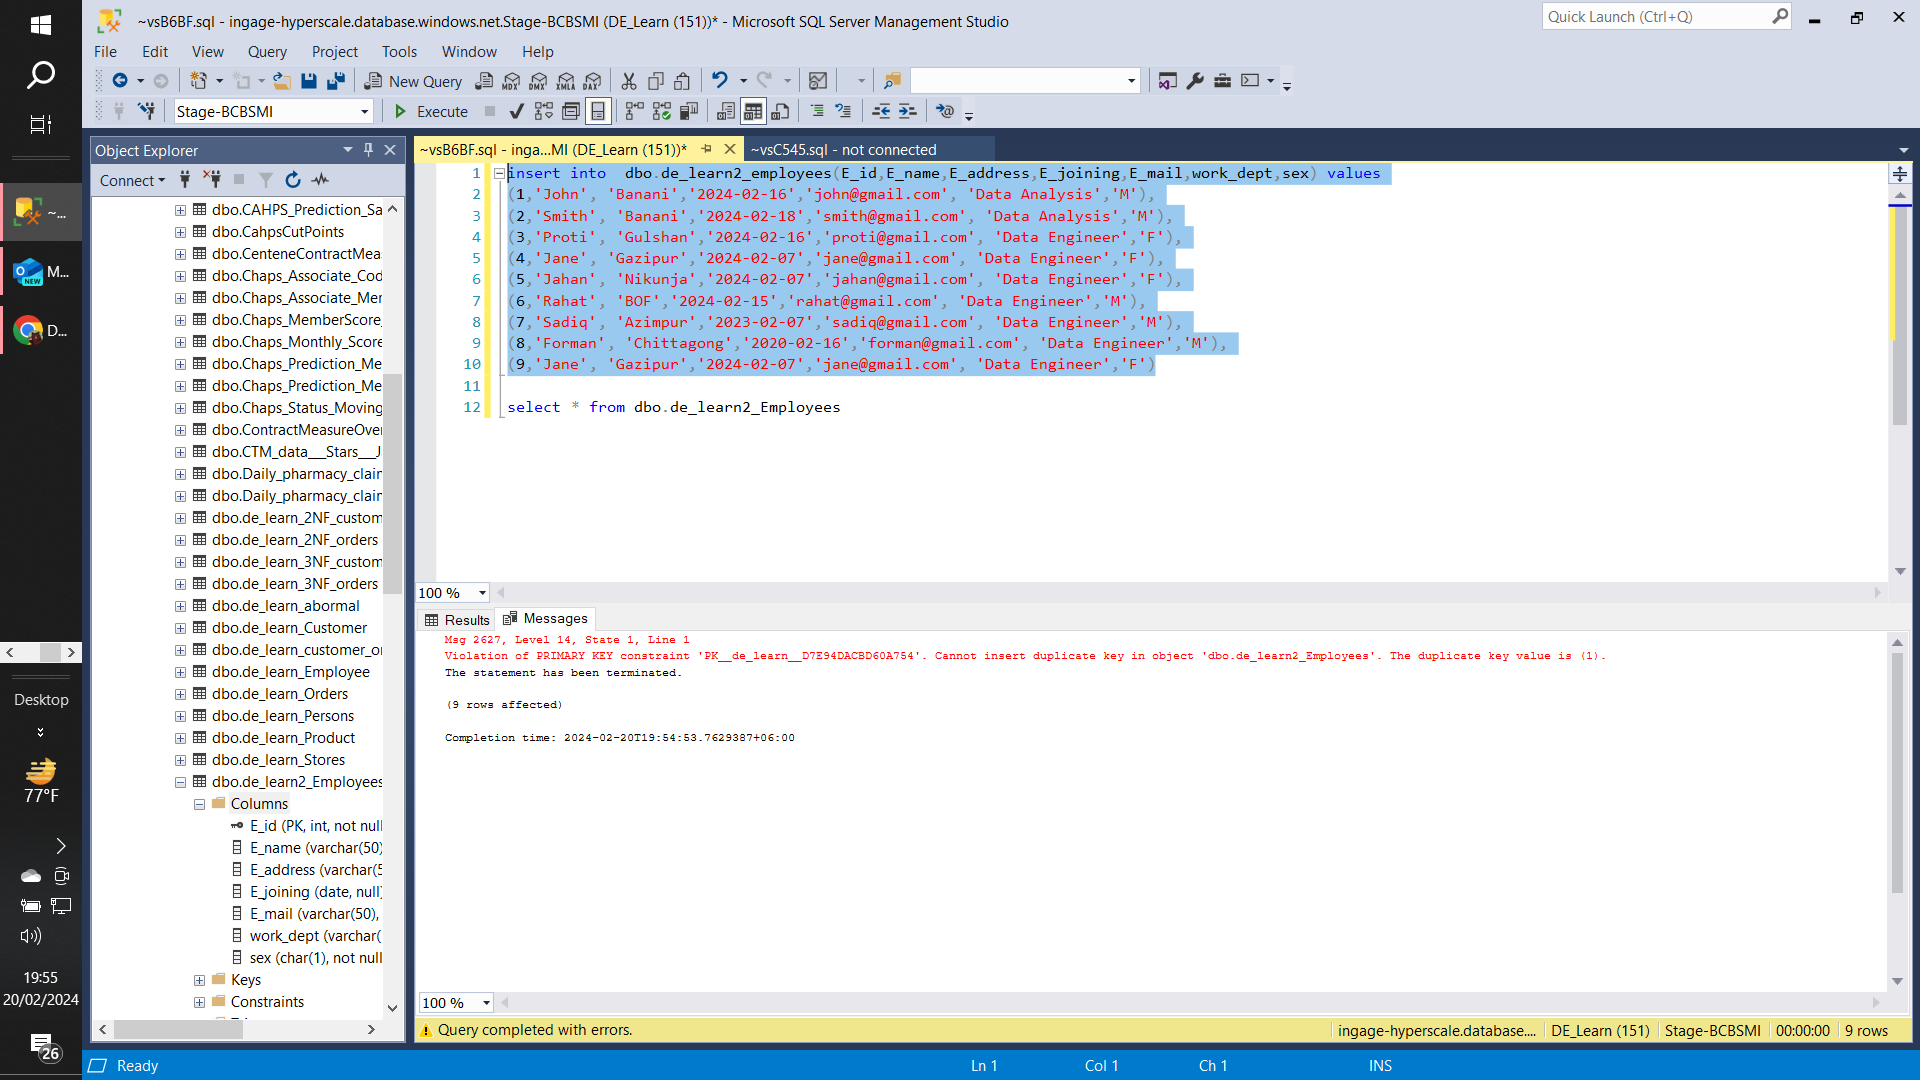 ~vsB6BF.sql - ingage-hyperscale.database.windows.net.Stage-BCBSMI (DE_Learn (151))* - Microsoft SQL Server Management Studio
Quick Launch (Ctrl+Q)
File Edit View Query Project Tools Window Help
New Query
MDX DMX XMLA DAX
Stage-BCBSMI
Execute
Object Explorer
Connect
dbo.CAHPS_Prediction_Sa
dbo.CahpsCutPoints
dbo.CenteneContractMea
dbo.Chaps_Associate_Cod
dbo.Chaps_Associate_Mer
dbo.Chaps_MemberScore_
dbo.Chaps_Monthly_Score
dbo.Chaps_Prediction_Me
dbo.Chaps_Prediction_Me
dbo.Chaps_Status_Moving
dbo.ContractMeasureOver
dbo.CTM_data__Stars__J
dbo.Daily_pharmacy_clair
dbo.Daily_pharmacy_clair
dbo.de_learn_2NF_custom
dbo.de_learn_2NF_orders
dbo.de_learn_3NF_custom
dbo.de_learn_3NF_orders
dbo.de_learn_abormal
dbo.de_learn_Customer
dbo.de_learn_customer_or
dbo.de_learn_Employee
dbo.de_learn_Orders
dbo.de_learn_Persons
dbo.de_learn_Product
dbo.de_learn_Stores
dbo.de_learn2_Employees
Columns
E_id (PK, int, not null
E_name (varchar(50)
E_address (varchar(5
E_joining (date, null)
E_mail (varchar(50),
work_dept (varchar(
sex (char(1), not null
Keys
Constraints
~vsB6BF.sql - inga...MI (DE_Learn (151))*
~vsC545.sql - not connected
1 insert into  dbo.de_learn2_employees(E_id,E_name,E_address,E_joining,E_mail,work_dept,sex) values
2 (1,'John', 'Banani','2024-02-16','john@gmail.com', 'Data Analysis','M'),
3 (2,'Smith', 'Banani','2024-02-18','smith@gmail.com', 'Data Analysis','M'),
4 (3,'Proti', 'Gulshan','2024-02-16','proti@gmail.com', 'Data Engineer','F'),
5 (4,'Jane', 'Gazipur','2024-02-07','jane@gmail.com', 'Data Engineer','F'),
6 (5,'Jahan', 'Nikunja','2024-02-07','jahan@gmail.com', 'Data Engineer','F'),
7 (6,'Rahat', 'BOF','2024-02-15','rahat@gmail.com', 'Data Engineer','M'),
8 (7,'Sadiq', 'Azimpur','2023-02-07','sadiq@gmail.com', 'Data Engineer','M'),
9 (8,'Forman', 'Chittagong','2020-02-16','forman@gmail.com', 'Data Engineer','M'),
10 (9,'Jane', 'Gazipur','2024-02-07','jane@gmail.com', 'Data Engineer','F')
11
12 select * from dbo.de_learn2_Employees
100 %
Results
Messages
Msg 2627, Level 14, State 1, Line 1
Violation of PRIMARY KEY constraint 'PK__de_learn__D7E94DACBD60A754'. Cannot insert duplicate key in object 'dbo.de_learn2_Employees'. The duplicate key value is (1).
The statement has been terminated.
(9 rows affected)
Completion time: 2024-02-20T19:54:53.7629387+06:00
100 %
Query completed with errors.
ingage-hyperscale.database....
DE_Learn (151)
Stage-BCBSMI
00:00:00
9 rows
Ready
Ln 1
Col 1
Ch 1
INS
~...
M...
NEW
D...
Desktop
77°F
19:55
20/02/2024
26